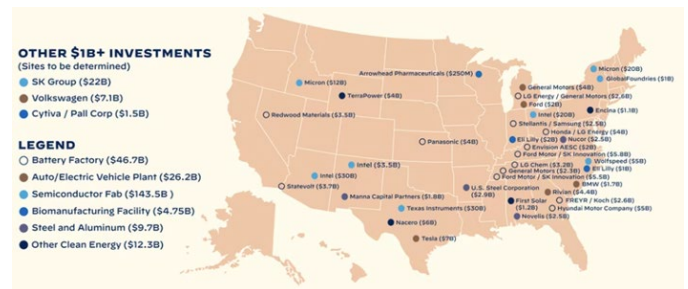 OTHER $1B+ INVESTMENTS
(Sites to be determined)
SK Group ($22B)
Volkswagen ($7.1B)
Cytiva / Pall Corp ($1.5B)
LEGEND
Battery Factory ($46.7B)
Auto/Electric Vehicle Plant ($26.2B)
Semiconductor Fab ($143.5B )
Biomanufacturing Facility ($4.75B)
Steel and Aluminum ($9.7B)
Other Clean Energy ($12.3B)
Arrowhead Pharmaceuticals ($250M)
Micron ($12B)
TerraPower ($4B)
Redwood Materials ($3.5B)
Panasonic ($4B)
Intel ($3.5B)
Intel ($30B)
Statevolt ($3.7B)
Manna Capital Partners ($1.8B)
Texas Instruments ($30B)
Nacero ($6B)
Tesla ($7B)
Micron ($20B)
GlobalFoundries ($1B)
General Motors ($4B)
LG Energy / General Motors ($2.6B)
Ford ($2B)
Enlina ($1.1B)
Intel ($20B)
Stellantis / Samsung ($2.5B)
Honda / LG Energy ($4B)
Eli Lilly ($2B)
Nucor ($2.5B)
Envision AESC ($2B)
Ford Motor / SK Innovation ($5.8B)
Wolfspeed ($5B)
LG Chem ($3.2B)
Eli Lilly ($1B)
General Motors ($2.3B)
Ford Motor / SK Innovation ($5.5B)
BMW ($1.7B)
U.S. Steel Corporation
($2.9B)
Rivian ($4.4B)
First Solar
($1.2B)
FREYR / Koch ($2.6B)
Hyundai Motor Company ($5B)
Novelis ($2.5B)